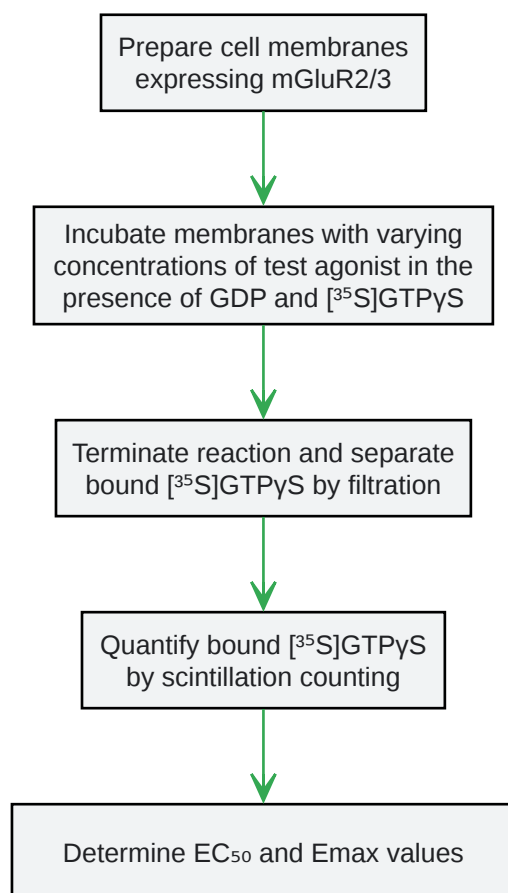 Prepare cell membranes
expressing mGluR2/3
Incubate membranes with varying
concentrations of test agonist in the
presence of GDP and [³⁵S]GTPγS
Terminate reaction and separate
bound [³⁵S]GTPγS by filtration
Quantify bound [³⁵S]GTPγS
by scintillation counting
Determine EC₅₀ and Emax values